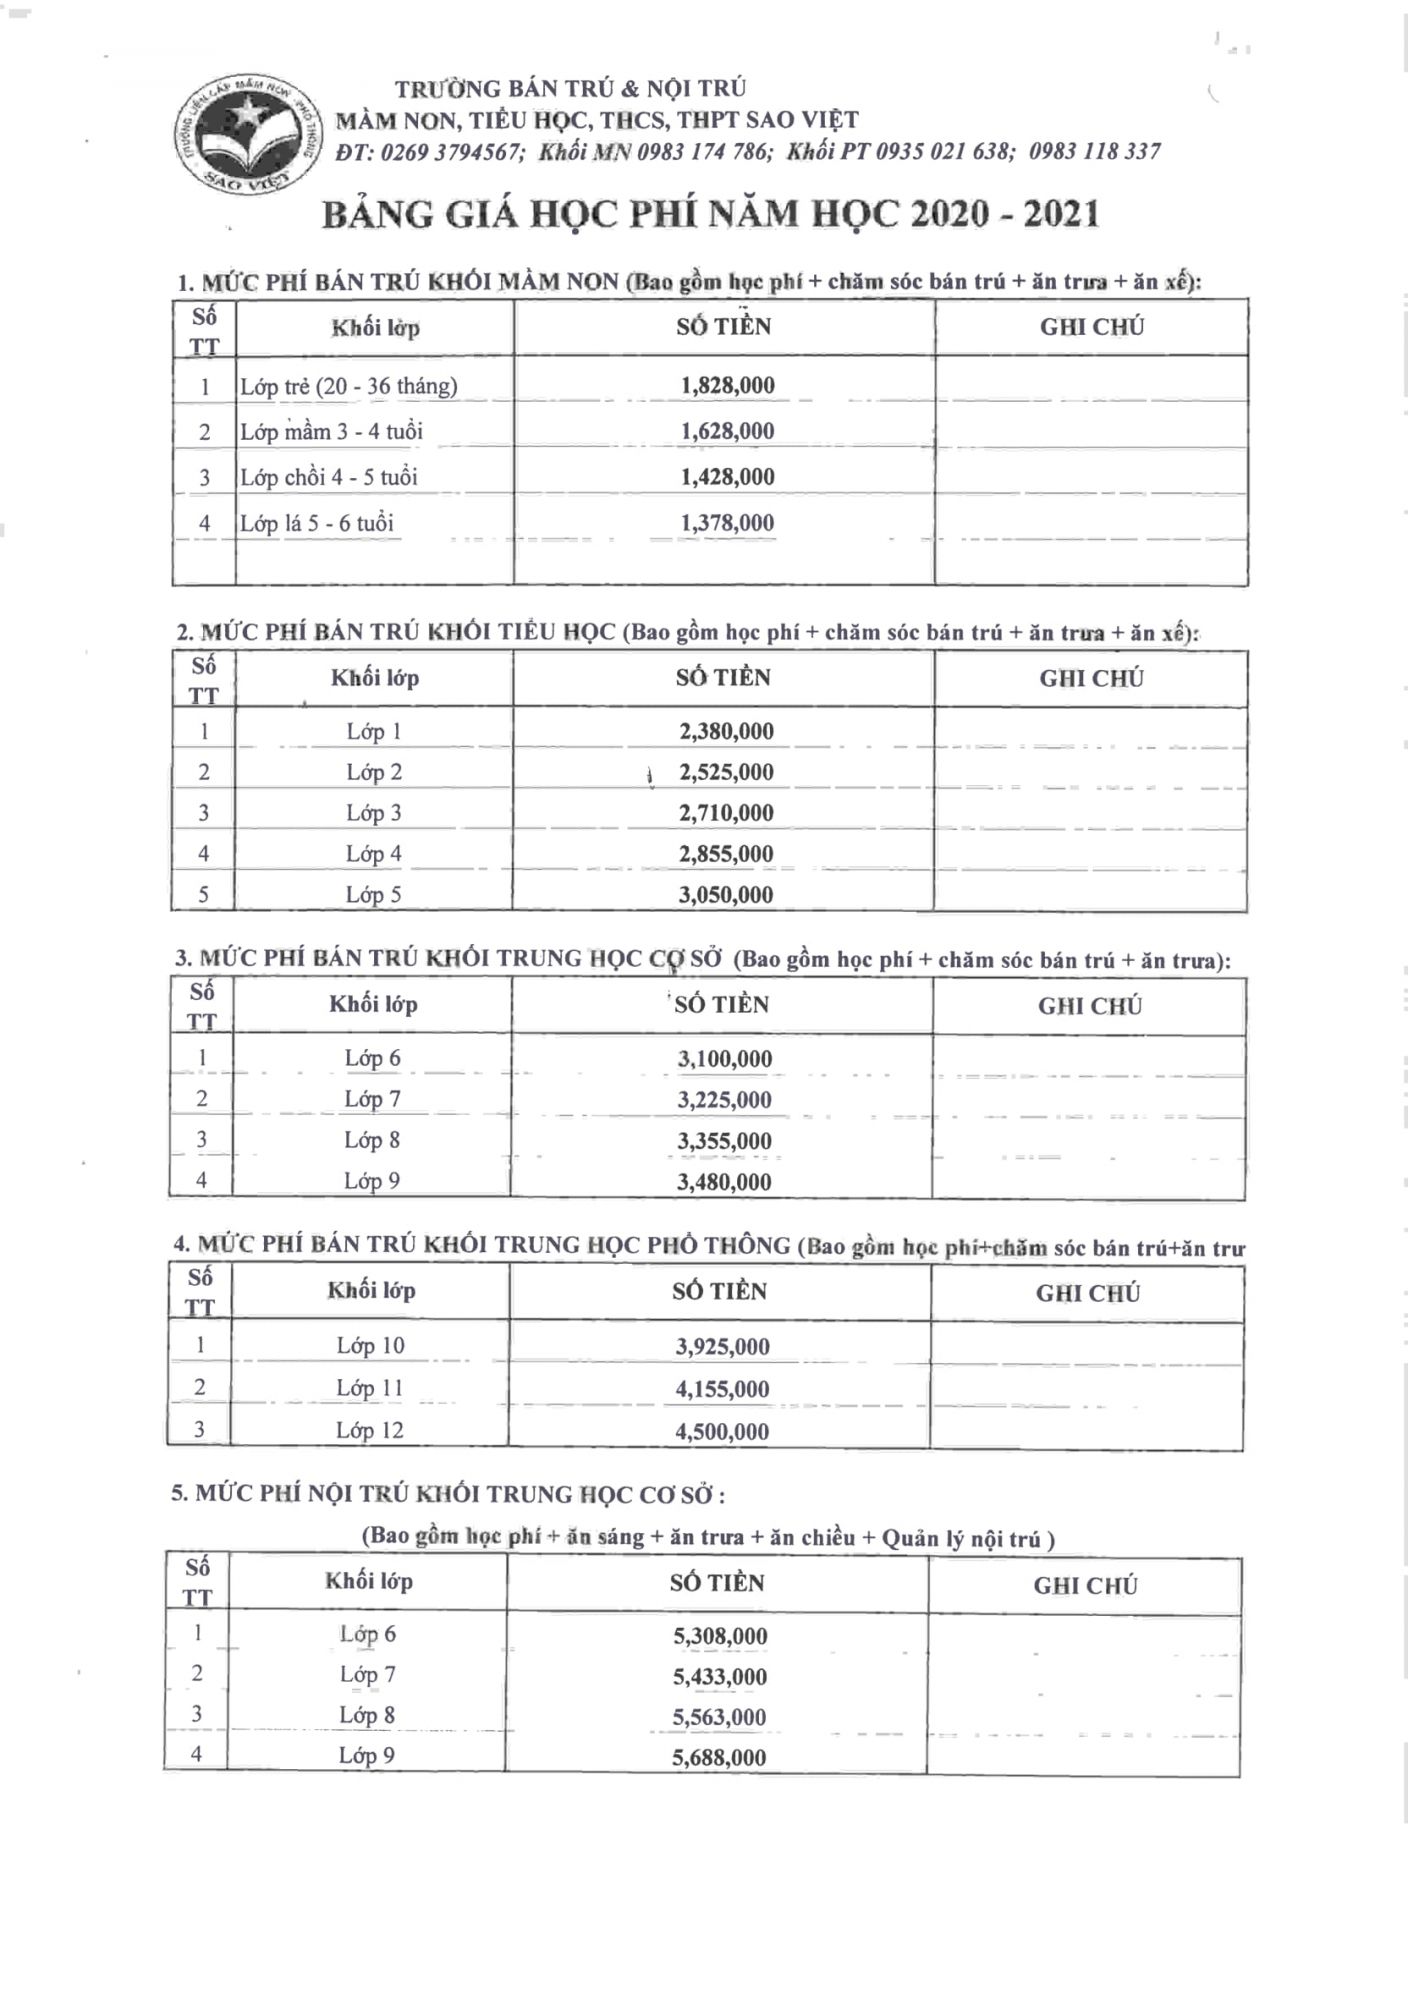 TRƯỜNG LIÊN CẤP MẦM NON - PHỔ THÔNG
SAO VIỆT
TRƯỜNG BÁN TRÚ & NỘI TRÚ
MẦM NON, TIỂU HỌC, THCS, THPT SAO VIỆT
ĐT: 0269 3794567; Khối MN 0983 174 786; Khối PT 0935 021 638; 0983 118 337
BẢNG GIÁ HỌC PHÍ NĂM HỌC 2020 - 2021
1. MỨC PHÍ BÁN TRÚ KHỐI MẦM NON (Bao gồm học phí + chăm sóc bán trú + ăn trưa + ăn xế):
Số TT Khối lớp SỐ TIỀN GHI CHÚ
1 Lớp trẻ (20 - 36 tháng) 1,828,000
2 Lớp mầm 3 - 4 tuổi 1,628,000
3 Lớp chồi 4 - 5 tuổi 1,428,000
4 Lớp lá 5 - 6 tuổi 1,378,000
2. MỨC PHÍ BÁN TRÚ KHỐI TIỂU HỌC (Bao gồm học phí + chăm sóc bán trú + ăn trưa + ăn xế):
Số TT Khối lớp SỐ TIỀN GHI CHÚ
1 Lớp 1 2,380,000
2 Lớp 2 2,525,000
3 Lớp 3 2,710,000
4 Lớp 4 2,855,000
5 Lớp 5 3,050,000
3. MỨC PHÍ BÁN TRÚ KHỐI TRUNG HỌC CƠ SỞ (Bao gồm học phí + chăm sóc bán trú + ăn trưa):
Số TT Khối lớp SỐ TIỀN GHI CHÚ
1 Lớp 6 3,100,000
2 Lớp 7 3,225,000
3 Lớp 8 3,355,000
4 Lớp 9 3,480,000
4. MỨC PHÍ BÁN TRÚ KHỐI TRUNG HỌC PHỔ THÔNG (Bao gồm học phí+chăm sóc bán trú+ăn trư
Số TT Khối lớp SỐ TIỀN GHI CHÚ
1 Lớp 10 3,925,000
2 Lớp 11 4,155,000
3 Lớp 12 4,500,000
5. MỨC PHÍ NỘI TRÚ KHỐI TRUNG HỌC CƠ SỞ :
(Bao gồm học phí + ăn sáng + ăn trưa + ăn chiều + Quản lý nội trú )
Số TT Khối lớp SỐ TIỀN GHI CHÚ
1 Lớp 6 5,308,000
2 Lớp 7 5,433,000
3 Lớp 8 5,563,000
4 Lớp 9 5,688,000